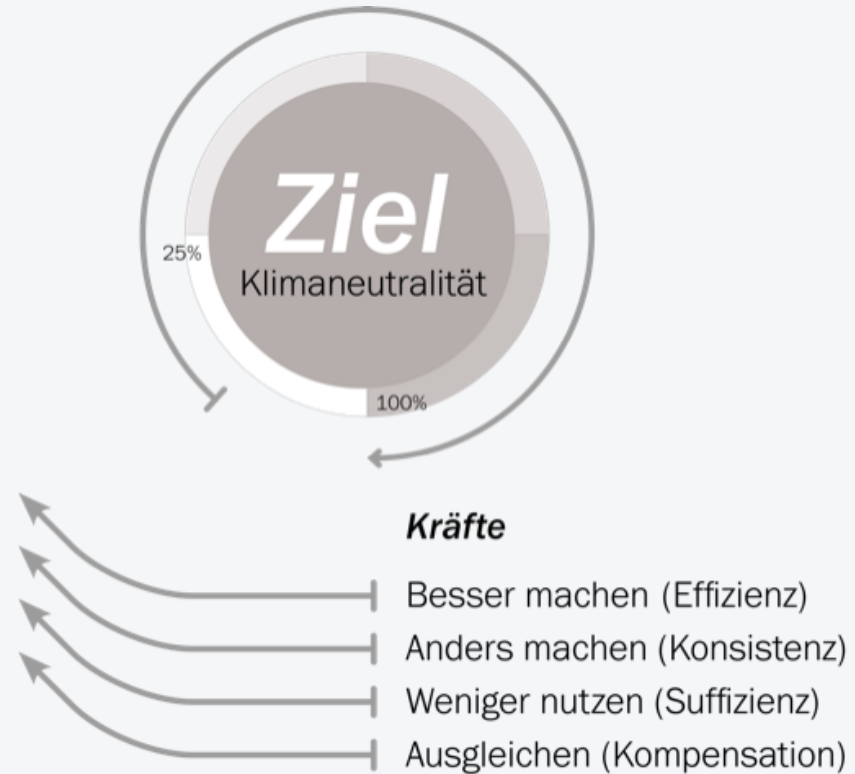 Ziel
25%
Klimaneutralität
100%
Kräfte
Besser machen (Effizienz)
Anders machen (Konsistenz)
Weniger nutzen (Suffizienz)
Ausgleichen (Kompensation)